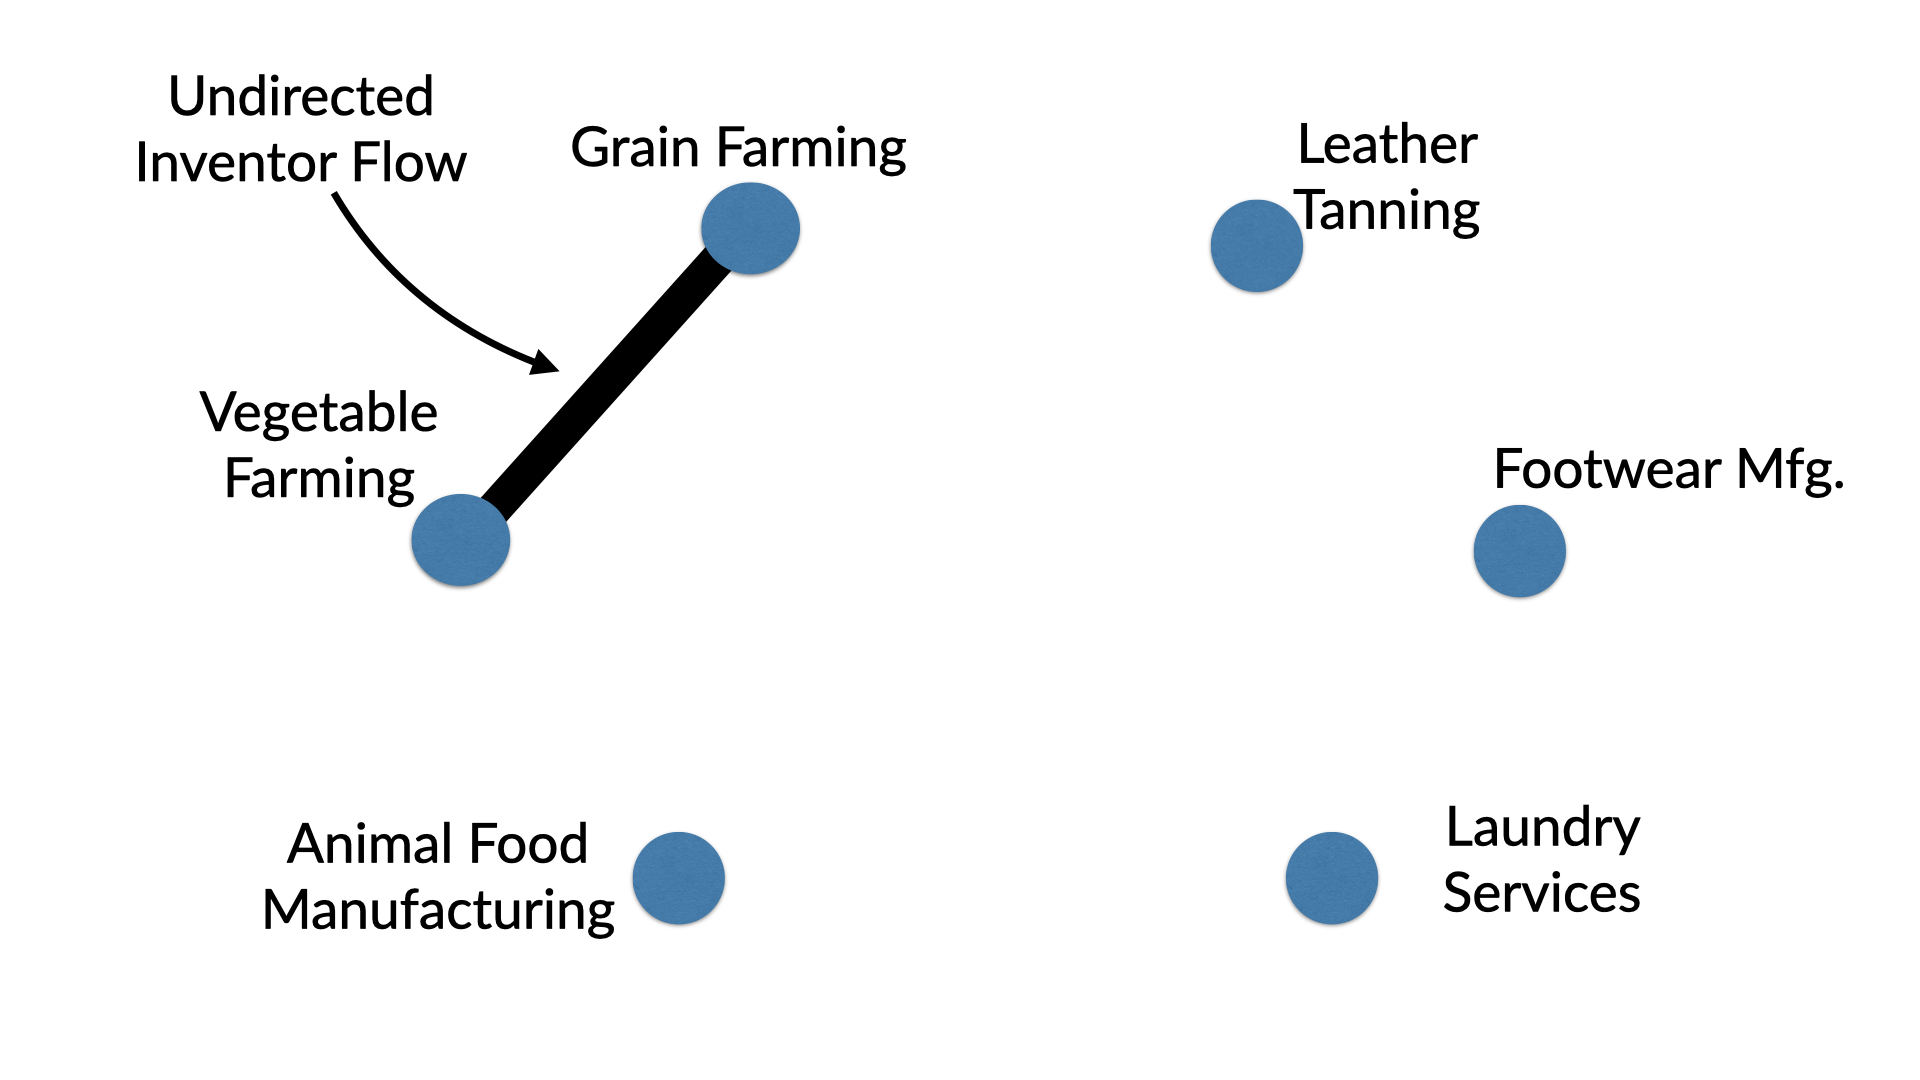 Undirected
Inventor Flow
Grain Farming
Leather
Tanning
Vegetable
Farming
Footwear Mfg.
Animal Food
Manufacturing
Laundry
Services